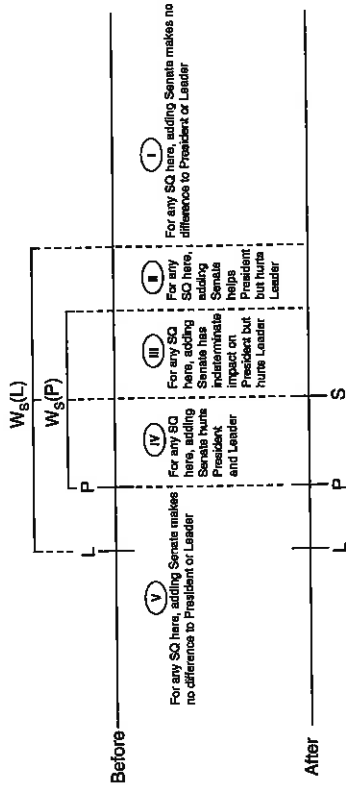 W_S(L)
W_S(P)
L P
Before
V
For any SQ here, adding Senate makes
no difference to President or Leader
IV
For any SQ
here, adding
Senate hurts
President
and Leader
III
For any SQ
here, adding
Senate has
indeterminate
impact on
President but
hurts Leader
II
For any
SQ here,
adding
Senate
helps
President
but hurts
Leader
I
For any SQ here, adding Senate makes no
difference to President or Leader
After
L P S